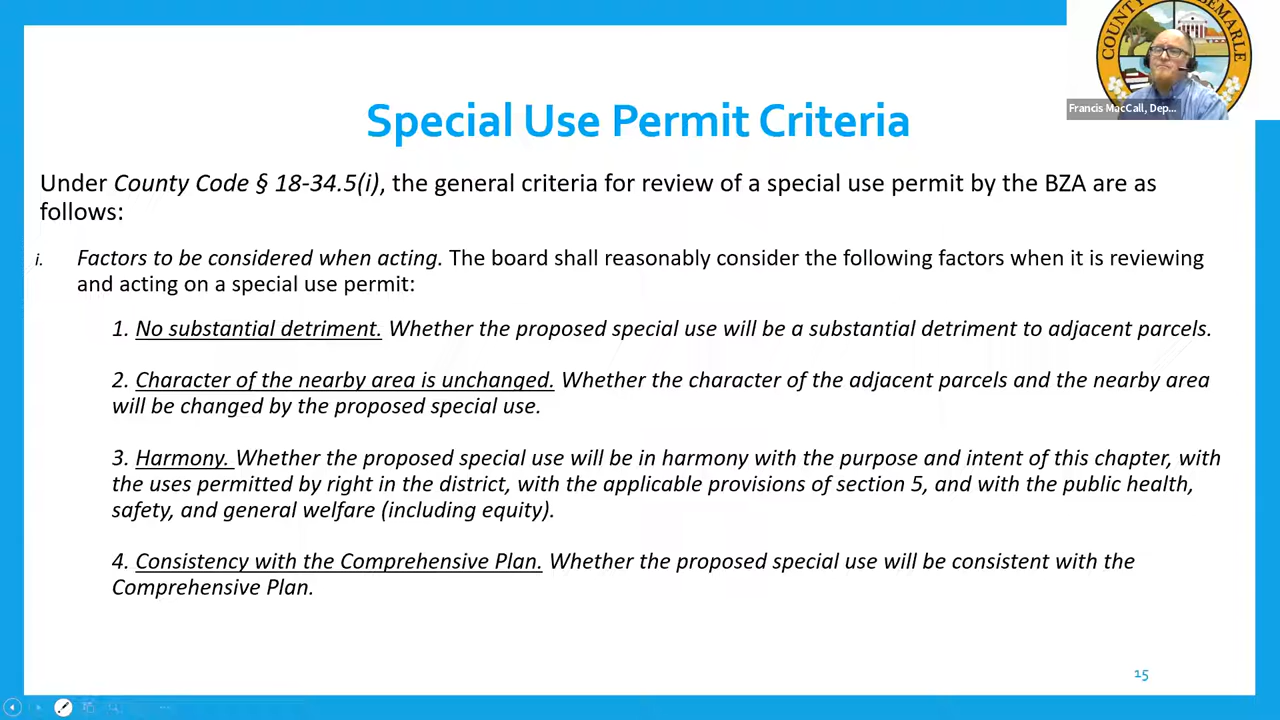 COUNTY
EMARLE
Francis MacCall, Dep...
Special Use Permit Criteria
Under County Code § 18-34.5(i), the general criteria for review of a special use permit by the BZA are as
follows:
i. Factors to be considered when acting. The board shall reasonably consider the following factors when it is reviewing
and acting on a special use permit:
1. No substantial detriment. Whether the proposed special use will be a substantial detriment to adjacent parcels.
2. Character of the nearby area is unchanged. Whether the character of the adjacent parcels and the nearby area
will be changed by the proposed special use.
3. Harmony. Whether the proposed special use will be in harmony with the purpose and intent of this chapter, with
the uses permitted by right in the district, with the applicable provisions of section 5, and with the public health,
safety, and general welfare (including equity).
4. Consistency with the Comprehensive Plan. Whether the proposed special use will be consistent with the
Comprehensive Plan.
15